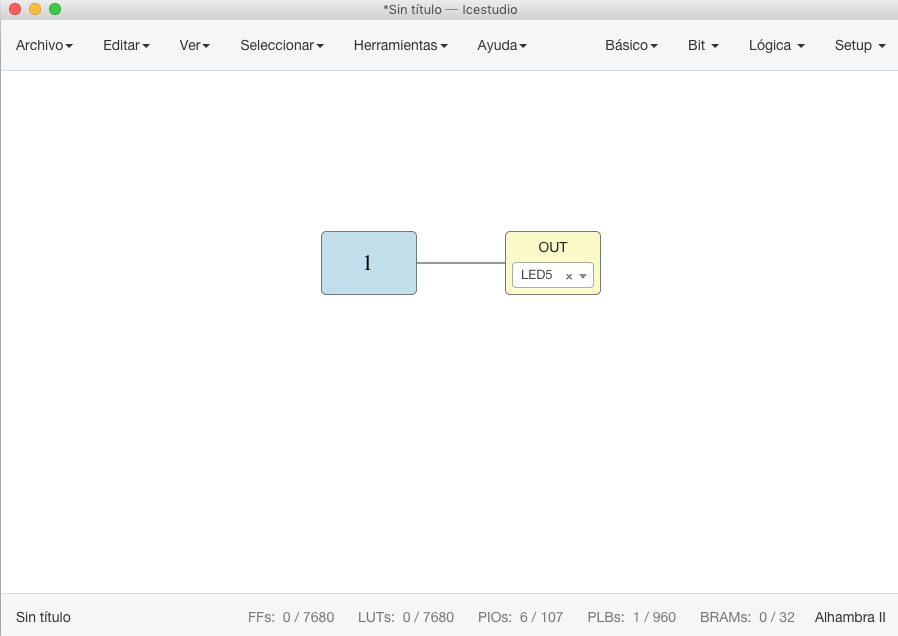 *Sin título — Icestudio
Archivo Editar Ver Seleccionar Herramientas Ayuda Básico Bit Lógica Setup
1 OUT
LED5 ×
Sin título FFs: 0 / 7680 LUTs: 0 / 7680 PIOs: 6 / 107 PLBs: 1 / 960 BRAMs: 0 / 32 Alhambra II